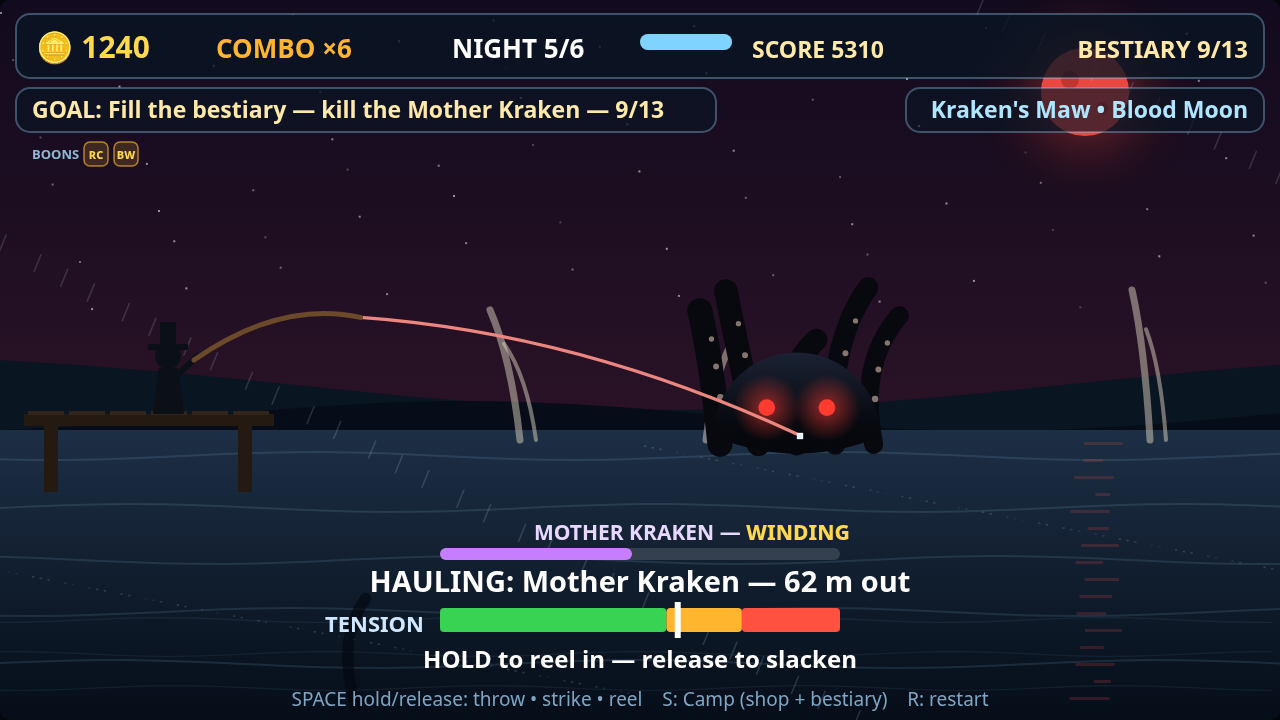 🪙 1240 COMBO ×6 NIGHT 5/6 SCORE 5310 BESTIARY 9/13
GOAL: Fill the bestiary — kill the Mother Kraken — 9/13
Kraken's Maw • Blood Moon
BOONS RC BW
MOTHER KRAKEN — WINDING
HAULING: Mother Kraken — 62 m out
TENSION
HOLD to reel in — release to slacken
SPACE hold/release: throw • strike • reel S: Camp (shop + bestiary) R: restart